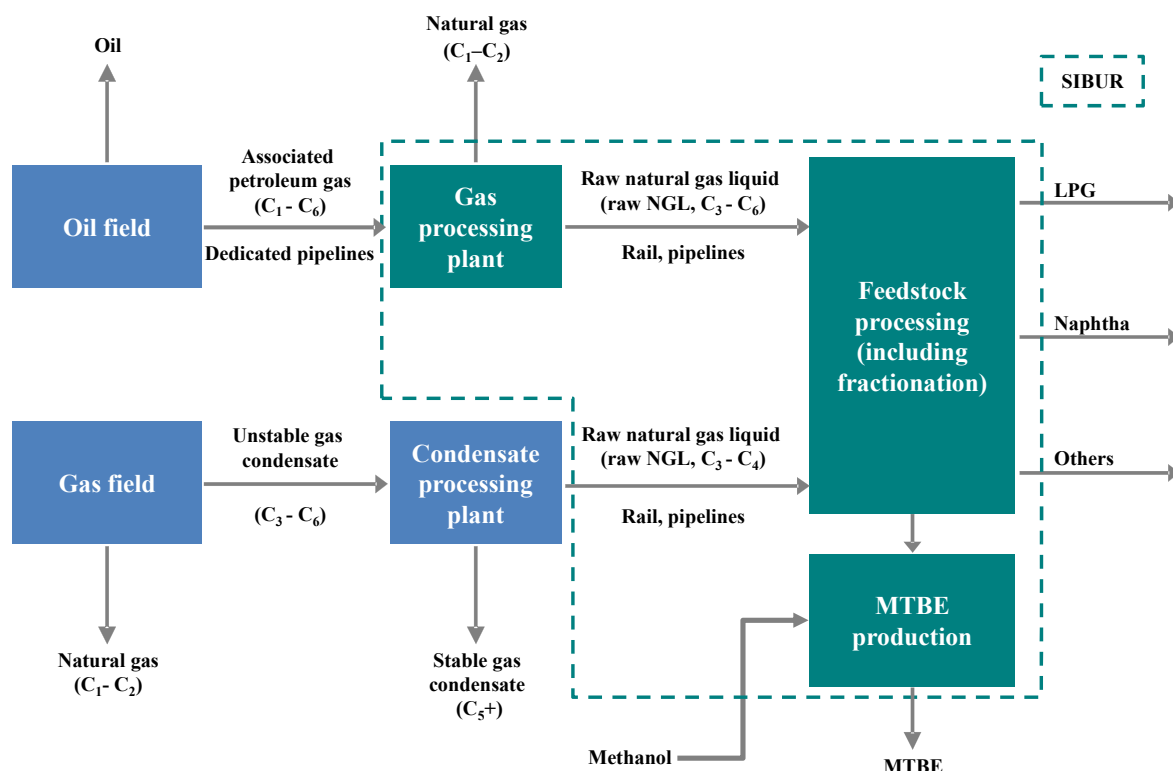 Oil
Natural gas
(C₁–C₂)
SIBUR
Associated
petroleum gas
(C₁ - C₆)
Dedicated pipelines
Oil field
Gas
processing
plant
Raw natural gas liquid
(raw NGL, C₃ - C₆)
Rail, pipelines
Feedstock
processing
(including
fractionation)
LPG
Naphtha
Others
Gas field
Unstable gas
condensate
(C₃ - C₆)
Condensate
processing
plant
Raw natural gas liquid
(raw NGL, C₃ - C₄)
Rail, pipelines
MTBE
production
Natural gas
(C₁- C₂)
Stable gas
condensate
(C₅+)
Methanol
MTBE